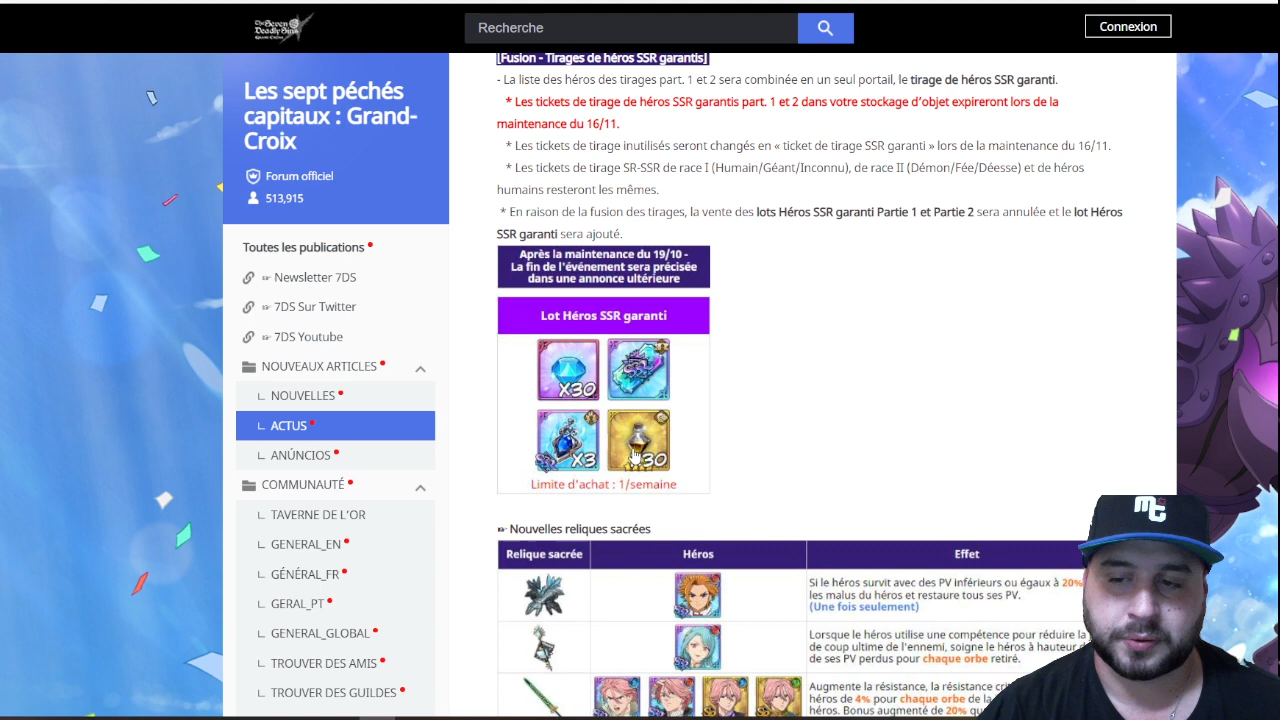 The Seven
Deadly Sins
Recherche
Connexion
Les sept péchés
capitaux : Grand-
Croix
Forum officiel
513,915
Toutes les publications
☞ Newsletter 7DS
☞ 7DS Sur Twitter
☞ 7DS Youtube
NOUVEAUX ARTICLES
NOUVELLES
ACTUS
ANÚNCIOS
COMMUNAUTÉ
TAVERNE DE L'OR
GENERAL_EN
GÉNÉRAL_FR
GERAL_PT
GENERAL_GLOBAL
TROUVER DES AMIS
TROUVER DES GUILDES
[Fusion - Tirages de héros SSR garantis]
- La liste des héros des tirages part. 1 et 2 sera combinée en un seul portail, le tirage de héros SSR garanti.
* Les tickets de tirage de héros SSR garantis part. 1 et 2 dans votre stockage d'objet expireront lors de la
maintenance du 16/11.
* Les tickets de tirage inutilisés seront changés en « ticket de tirage SSR garanti » lors de la maintenance du 16/11.
* Les tickets de tirage SR-SSR de race I (Humain/Géant/Inconnu), de race II (Démon/Fée/Déesse) et de héros
humains resteront les mêmes.
* En raison de la fusion des tirages, la vente des lots Héros SSR garanti Partie 1 et Partie 2 sera annulée et le lot Héros
SSR garanti sera ajouté.
Après la maintenance du 19/10 -
La fin de l'événement sera précisée
dans une annonce ultérieure
Lot Héros SSR garanti
X30
X3
30
Limite d'achat : 1/semaine
☞ Nouvelles reliques sacrées
Relique sacrée Héros Effet
Si le héros survit avec des PV inférieurs ou égaux à 20%
les malus du héros et restaure tous ses PV.
(Une fois seulement)
Lorsque le héros utilise une compétence pour réduire la
de coup ultime de l'ennemi, soigne le héros à hauteur
de ses PV perdus pour chaque orbe retiré.
Augmente la résistance, la résistance cri
héros de 4% pour chaque orbe de la
héros. Bonus augmenté de 20% qu
MG